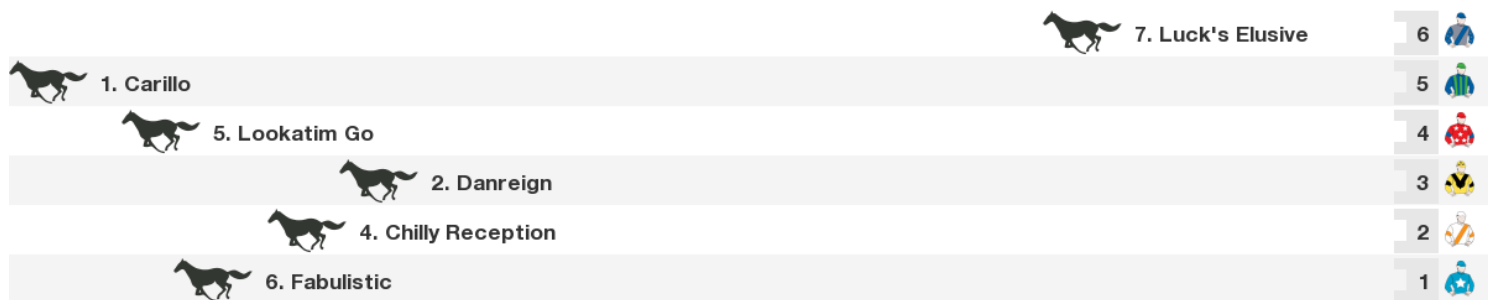 7. Luck's Elusive 6
1. Carillo 5
5. Lookatim Go 4
2. Danreign 3
4. Chilly Reception 2
6. Fabulistic 1